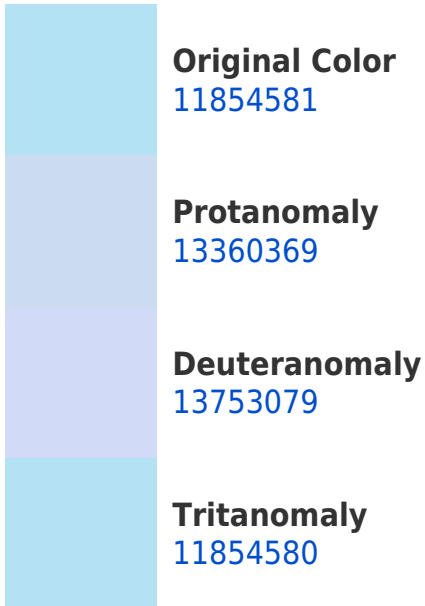 Original Color
11854581
Protanomaly
13360369
Deuteranomaly
13753079
Tritanomaly
11854580